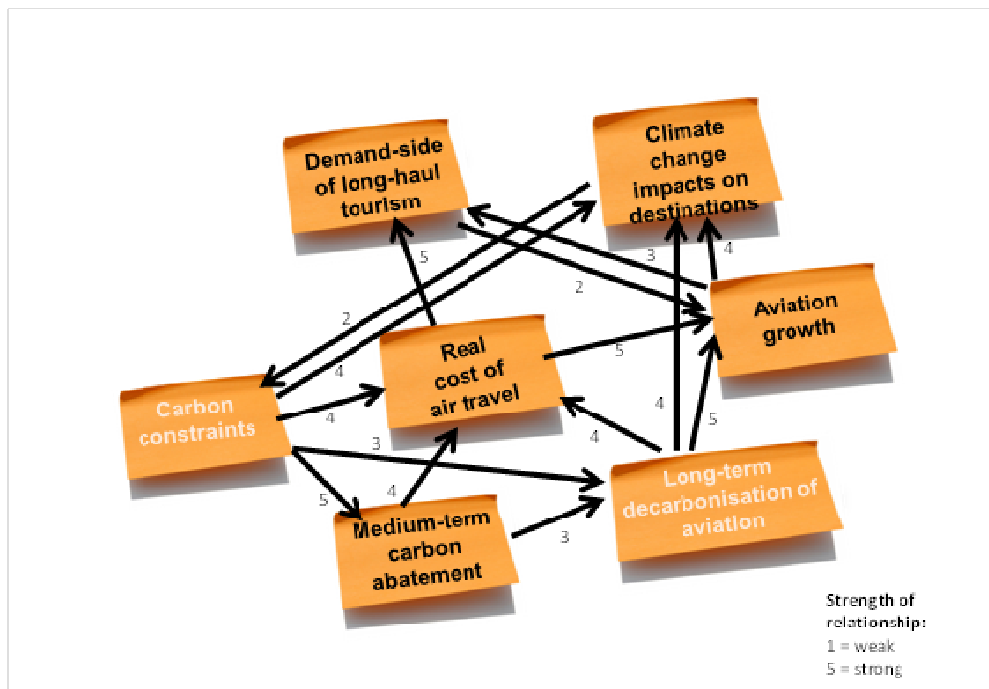 Demand-side
of long-haul
tourism
Climate
change
impacts on
destinations
5
3
4
2
Aviation
growth
2
Real
cost of
air travel
5
4
Carbon
constraints
4
4
5
3
4
Long-term
decarbonisation of
aviation
5
4
Medium-term
carbon
abatement
3
Strength of
relationship:
1 = weak
5 = strong